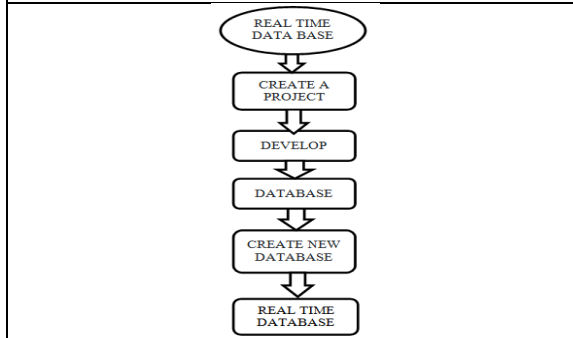 REAL TIME
DATA BASE
CREATE A
PROJECT
DEVELOP
DATABASE
CREATE NEW
DATABASE
REAL TIME
DATABASE